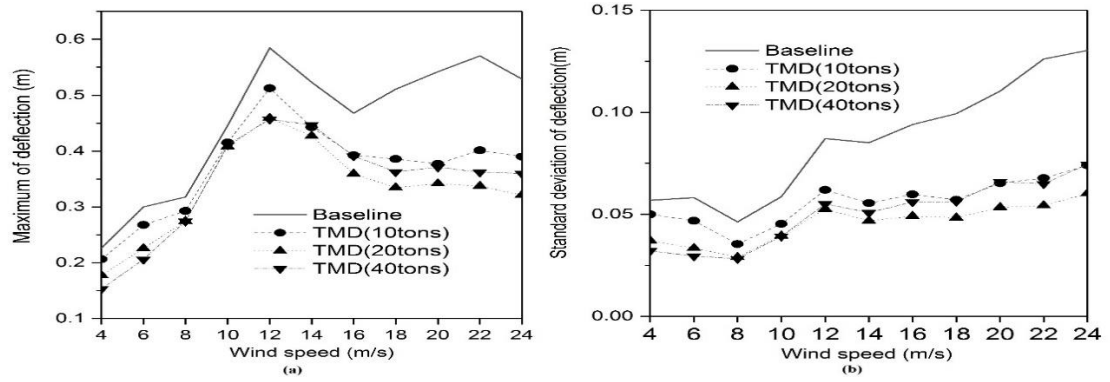 Maximum of deflection (m)
0.6
0.5
0.4
0.3
0.2
0.1
Baseline
TMD(10tons)
TMD(20tons)
TMD(40tons)
4 6 8 10 12 14 16 18 20 22 24
Wind speed (m/s)
(a)
Standard deviation of deflection(m)
0.15
0.10
0.05
0.00
Baseline
TMD(10tons)
TMD(20tons)
TMD(40tons)
4 6 8 10 12 14 16 18 20 22 24
Wind speed (m/s)
(b)